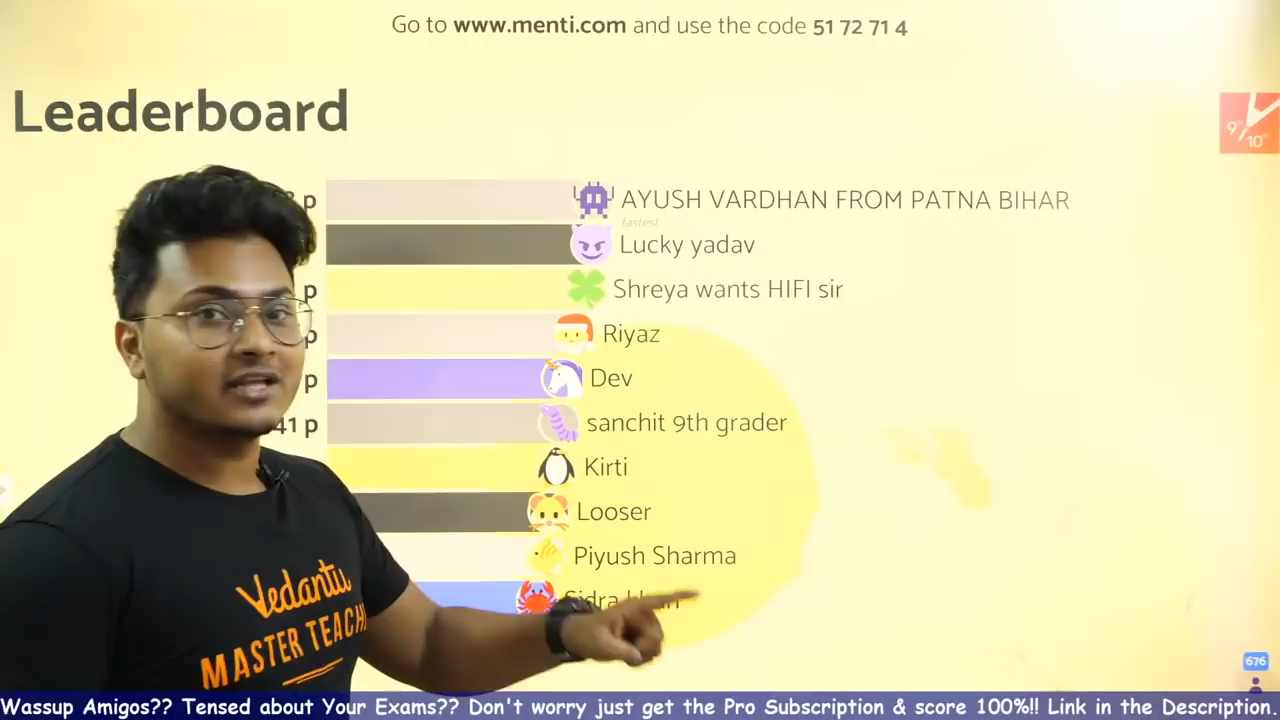 Go to www.menti.com and use the code 51 72 71 4
Leaderboard
9th/10th
p AYUSH VARDHAN FROM PATNA BIHAR
fastest
Lucky yadav
p Shreya wants HIFI sir
p Riyaz
p Dev
41 p sanchit 9th grader
Kirti
Looser
Piyush Sharma
Sidra
Vedantu
MASTER TEACH
676
Wassup Amigos?? Tensed about Your Exams?? Don't worry just get the Pro Subscription & score 100%!! Link in the Description.